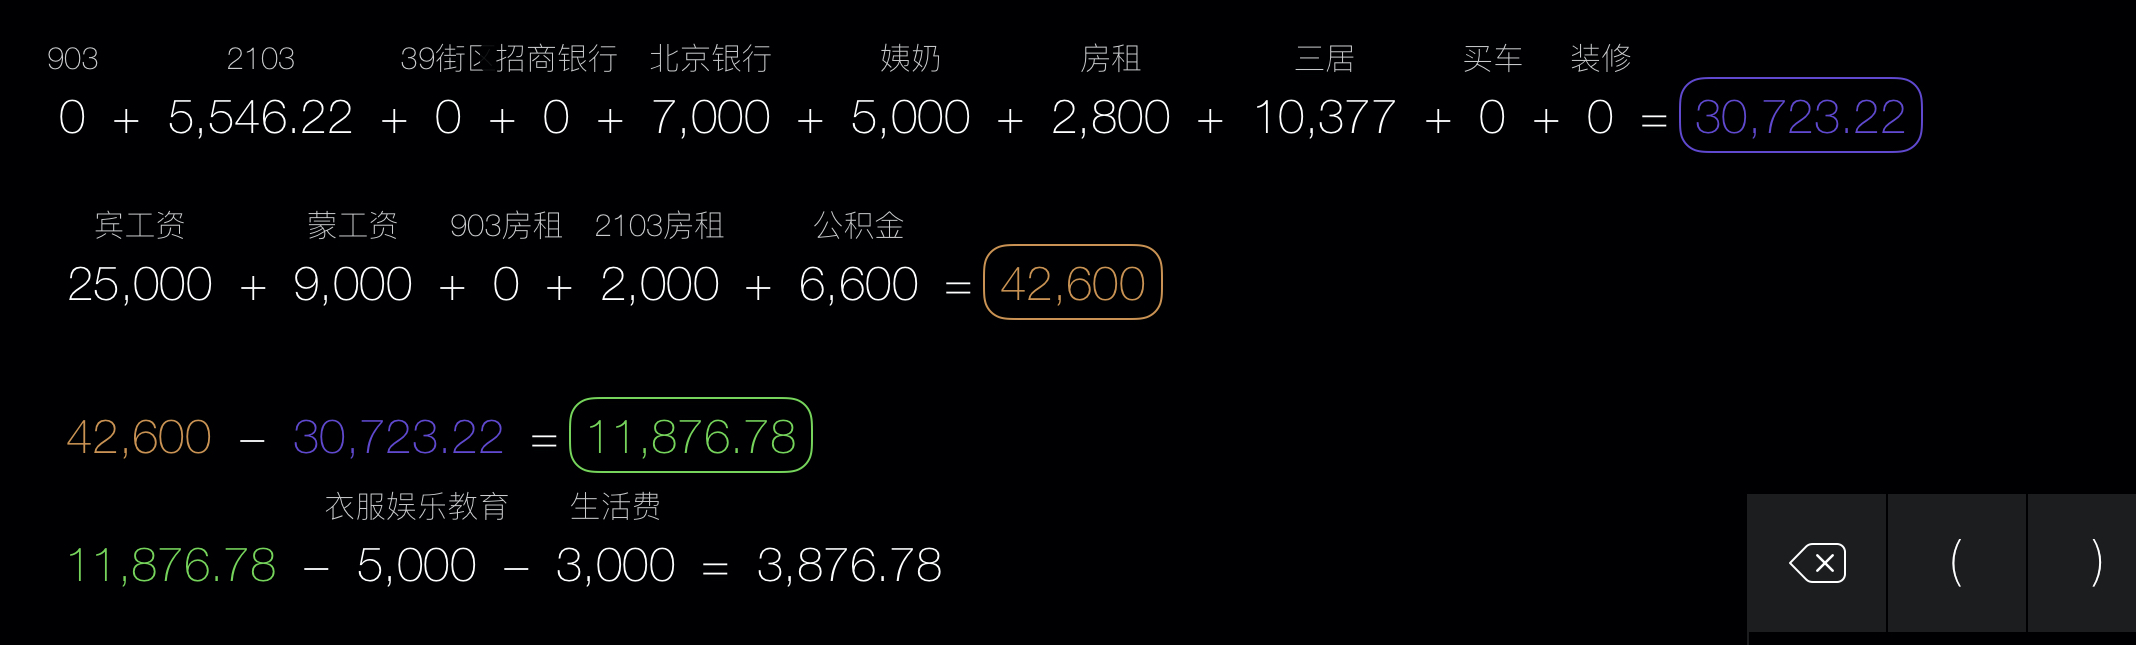 903 2103 39街区 招商银行 北京银行 姨奶 房租 三居 买车 装修
0 + 5,546.22 + 0 + 0 + 7,000 + 5,000 + 2,800 + 10,377 + 0 + 0 = 30,723.22
宾工资 蒙工资 903房租 2103房租 公积金
25,000 + 9,000 + 0 + 2,000 + 6,600 = 42,600
42,600 − 30,723.22 = 11,876.78
衣服娱乐教育 生活费
11,876.78 − 5,000 − 3,000 = 3,876.78
( )